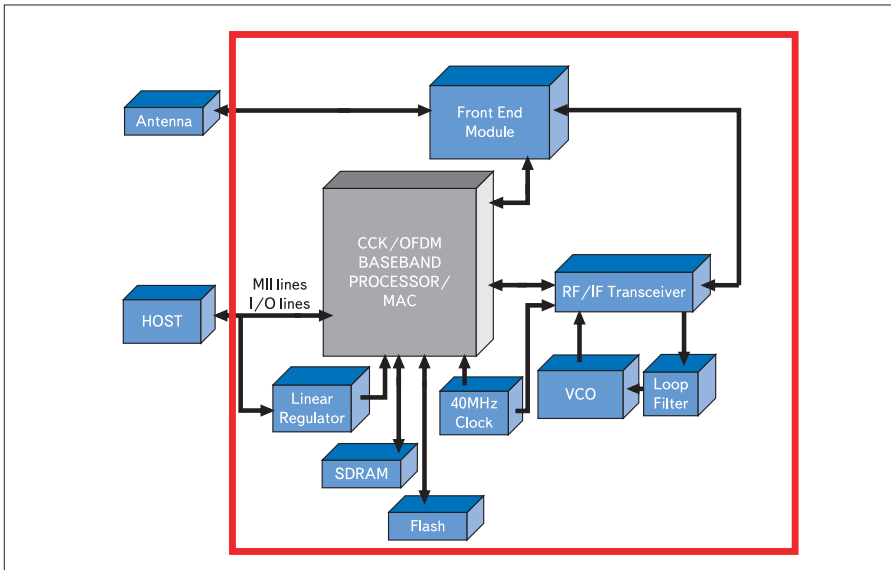 Antenna
Front End
Module
CCK/OFDM
BASEBAND
PROCESSOR/
MAC
MII lines
I/O lines
HOST
RF/IF Transceiver
Linear
Regulator
40MHz
Clock
VCO
Loop
Filter
SDRAM
Flash